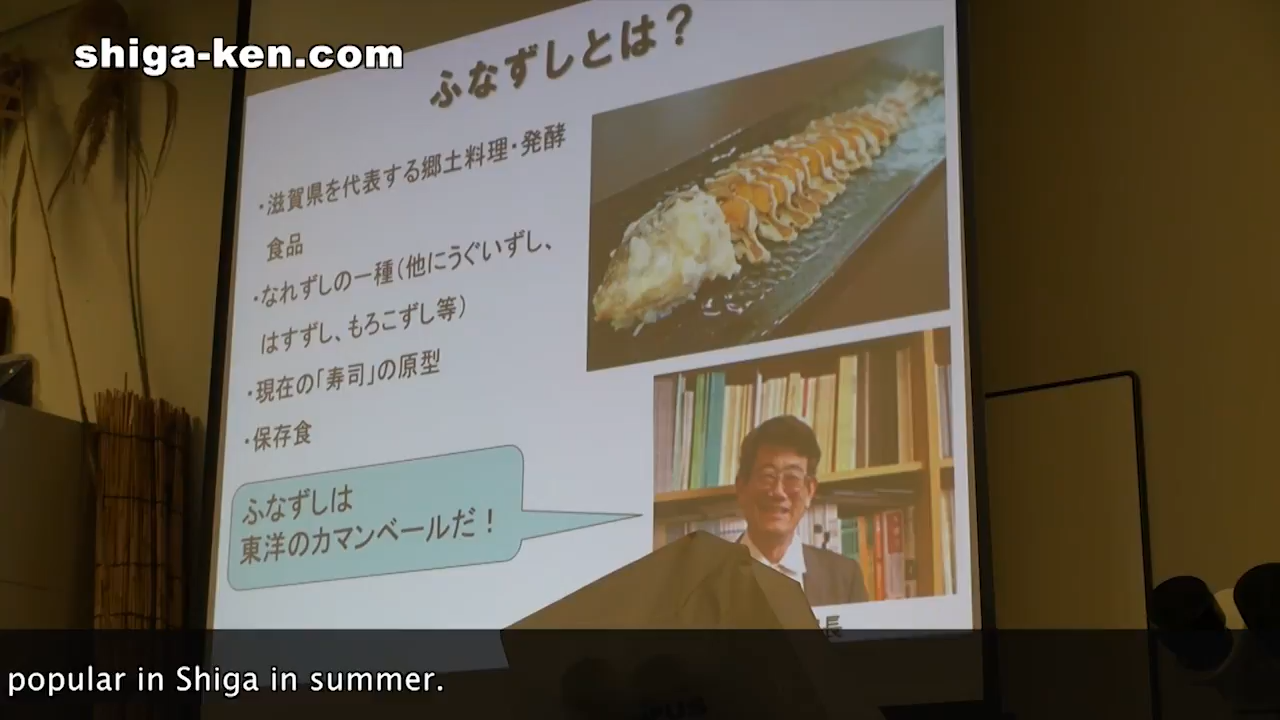 shiga-ken.com
ふなずしとは？
・滋賀県を代表する郷土料理・発酵
食品
・なれずしの一種(他にうぐいずし、
はすずし、もろこずし等)
・現在の「寿司」の原型
・保存食
ふなずしは
東洋のカマンベールだ！
長
popular in Shiga in summer.